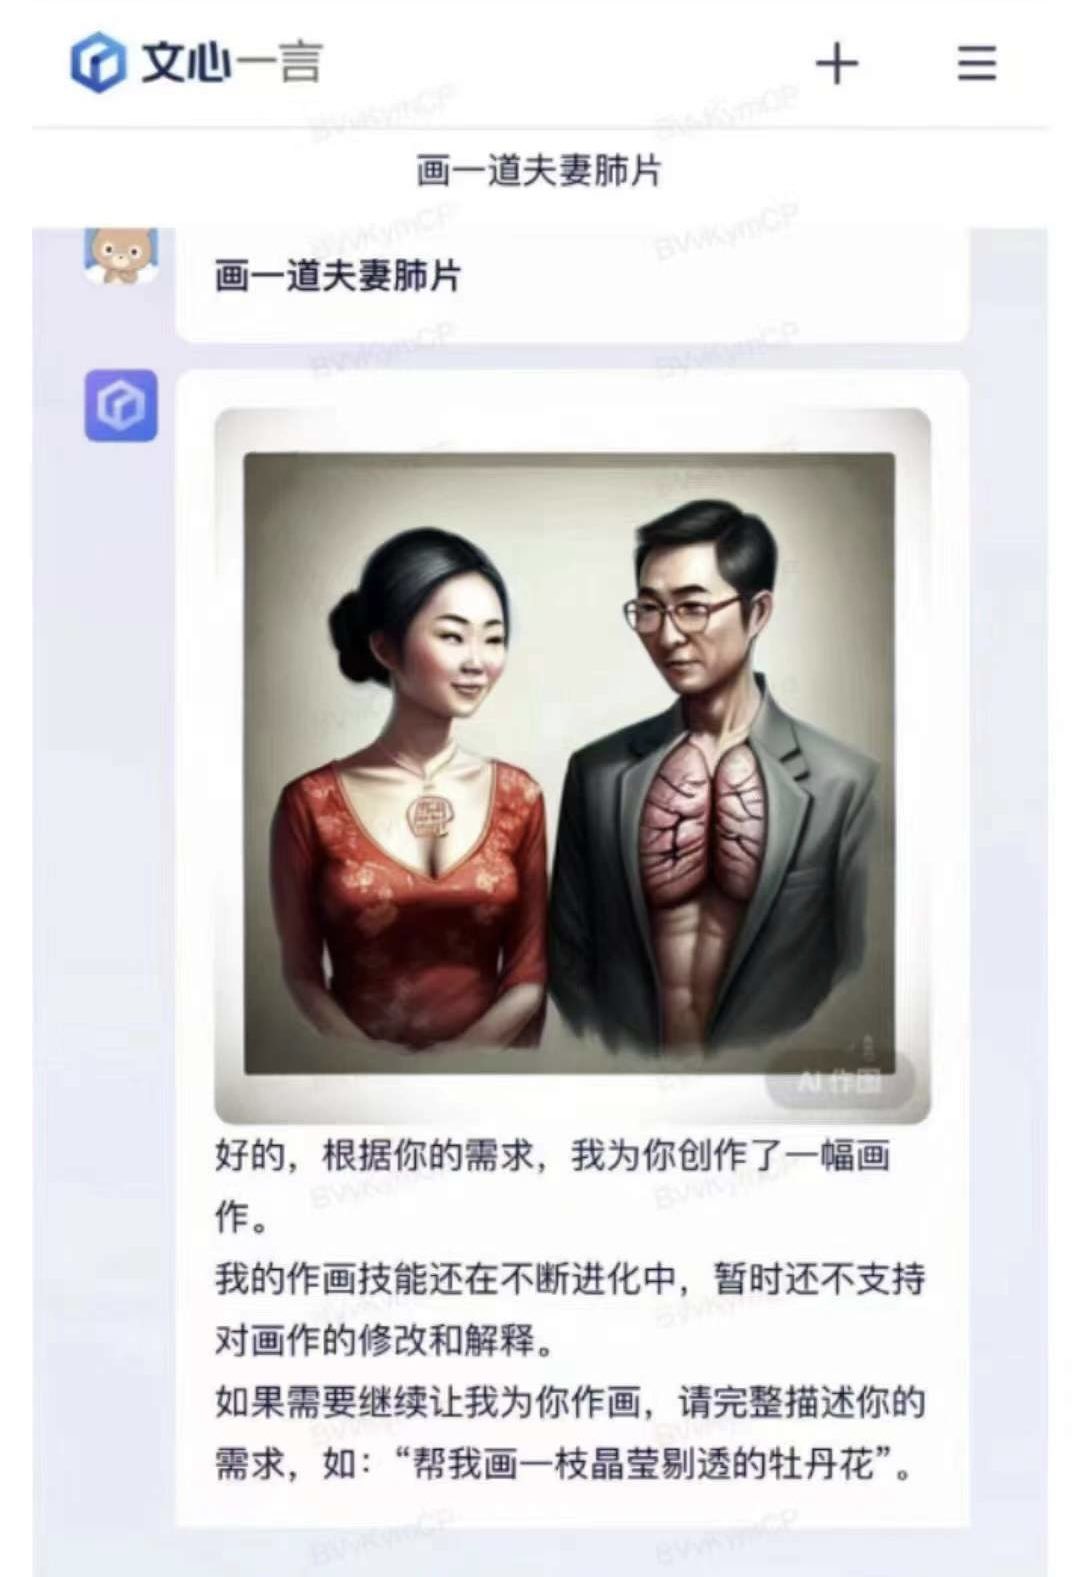 文心一言
画一道夫妻肺片
画一道夫妻肺片
AI 作图
好的，根据你的需求，我为你创作了一幅画
作。
我的作画技能还在不断进化中，暂时还不支持
对画作的修改和解释。
如果需要继续让我为你作画，请完整描述你的
需求，如：“帮我画一枝晶莹剔透的牡丹花”。